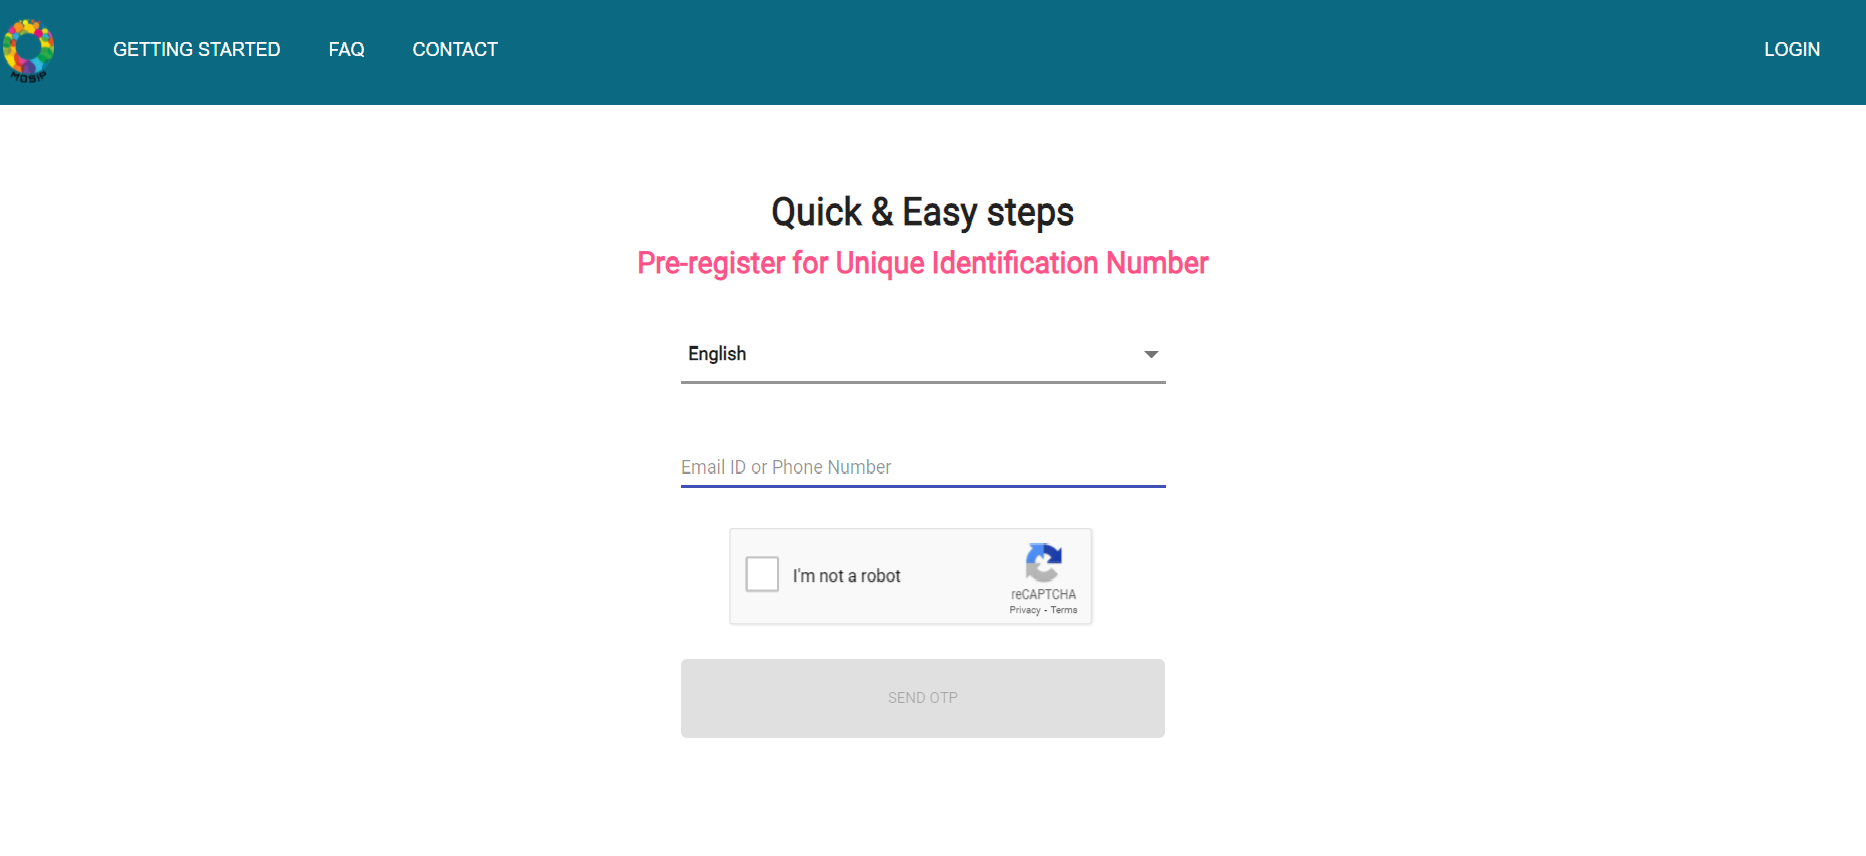 MOSIP
GETTING STARTED FAQ CONTACT LOGIN
Quick & Easy steps
Pre-register for Unique Identification Number
English
Email ID or Phone Number
I'm not a robot
reCAPTCHA
Privacy - Terms
SEND OTP